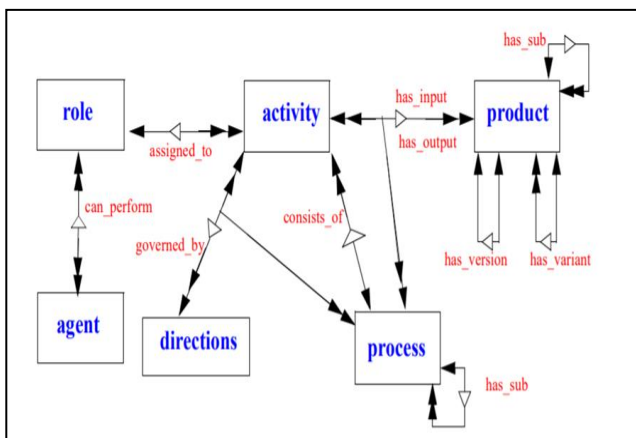 has_sub
role
activity
has_input
product
assigned_to
has_output
can_perform
consists_of
governed_by
has_version
has_variant
agent
directions
process
has_sub